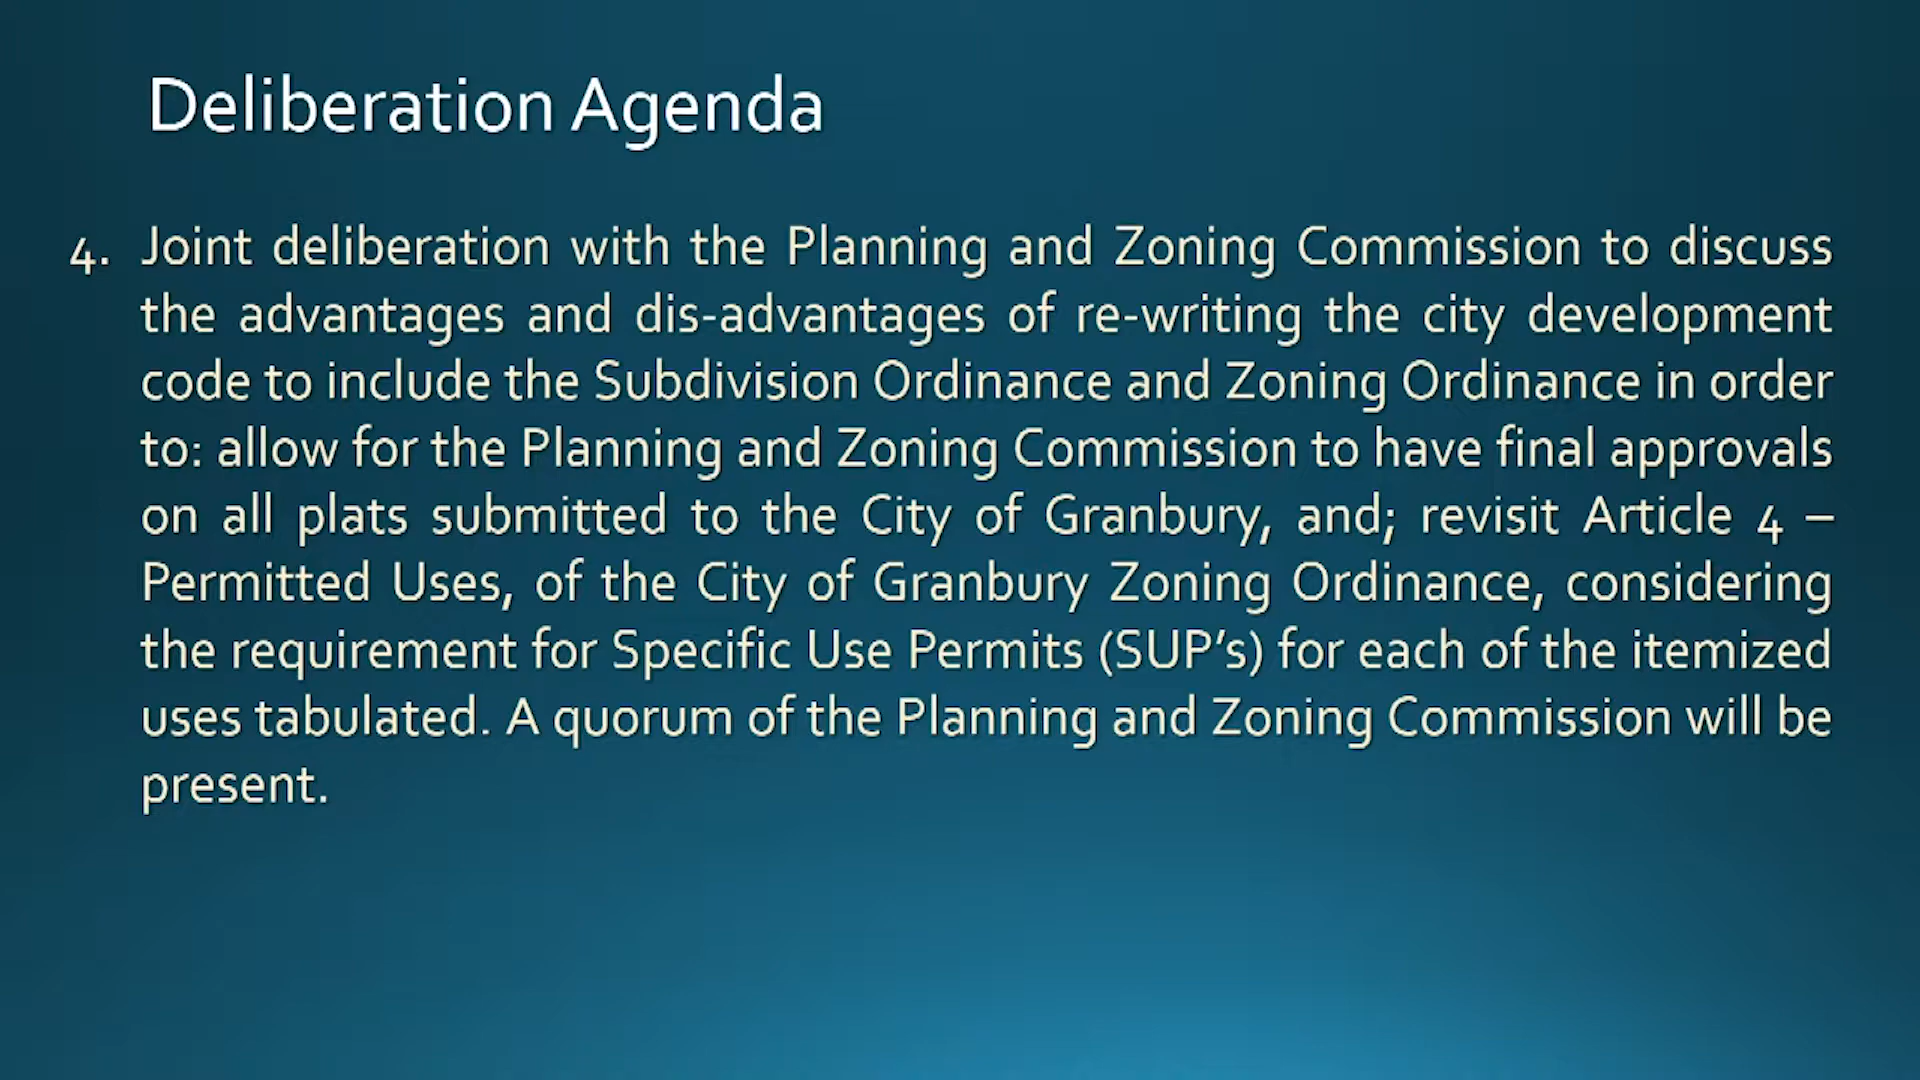 Deliberation Agenda
4. Joint deliberation with the Planning and Zoning Commission to discuss
the advantages and dis-advantages of re-writing the city development
code to include the Subdivision Ordinance and Zoning Ordinance in order
to: allow for the Planning and Zoning Commission to have final approvals
on all plats submitted to the City of Granbury, and; revisit Article 4 –
Permitted Uses, of the City of Granbury Zoning Ordinance, considering
the requirement for Specific Use Permits (SUP’s) for each of the itemized
uses tabulated. A quorum of the Planning and Zoning Commission will be
present.